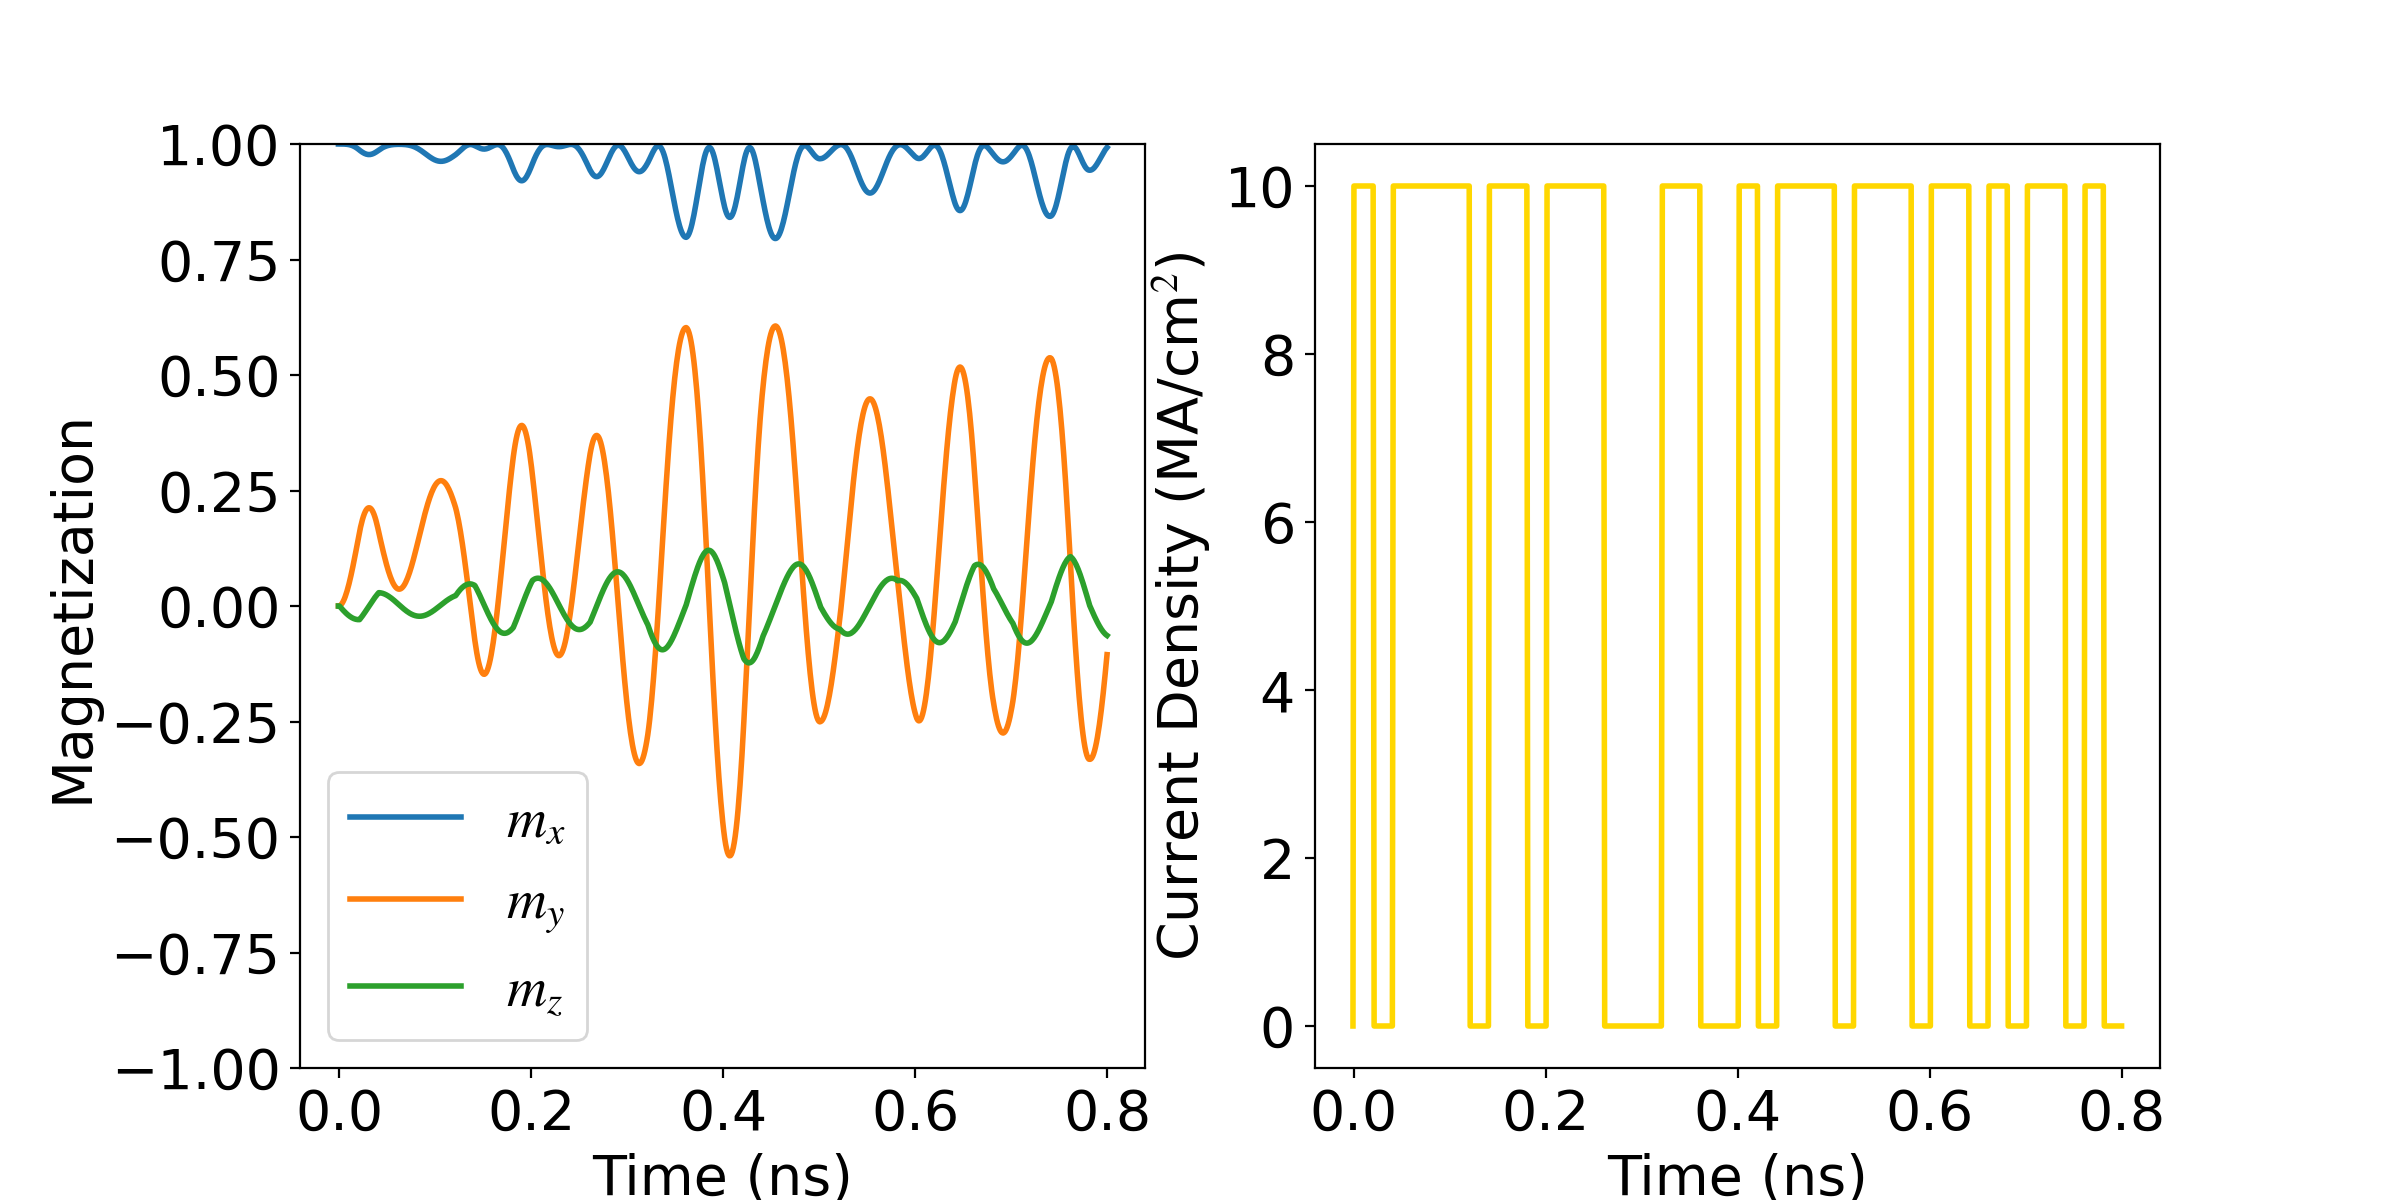 Magnetization
1.00
0.75
0.50
0.25
0.00
−0.25
−0.50
−0.75
−1.00
0.0 0.2 0.4 0.6 0.8
Time (ns)
m_x
m_y
m_z
Current Density (MA/cm²)
10
8
6
4
2
0
0.0 0.2 0.4 0.6 0.8
Time (ns)